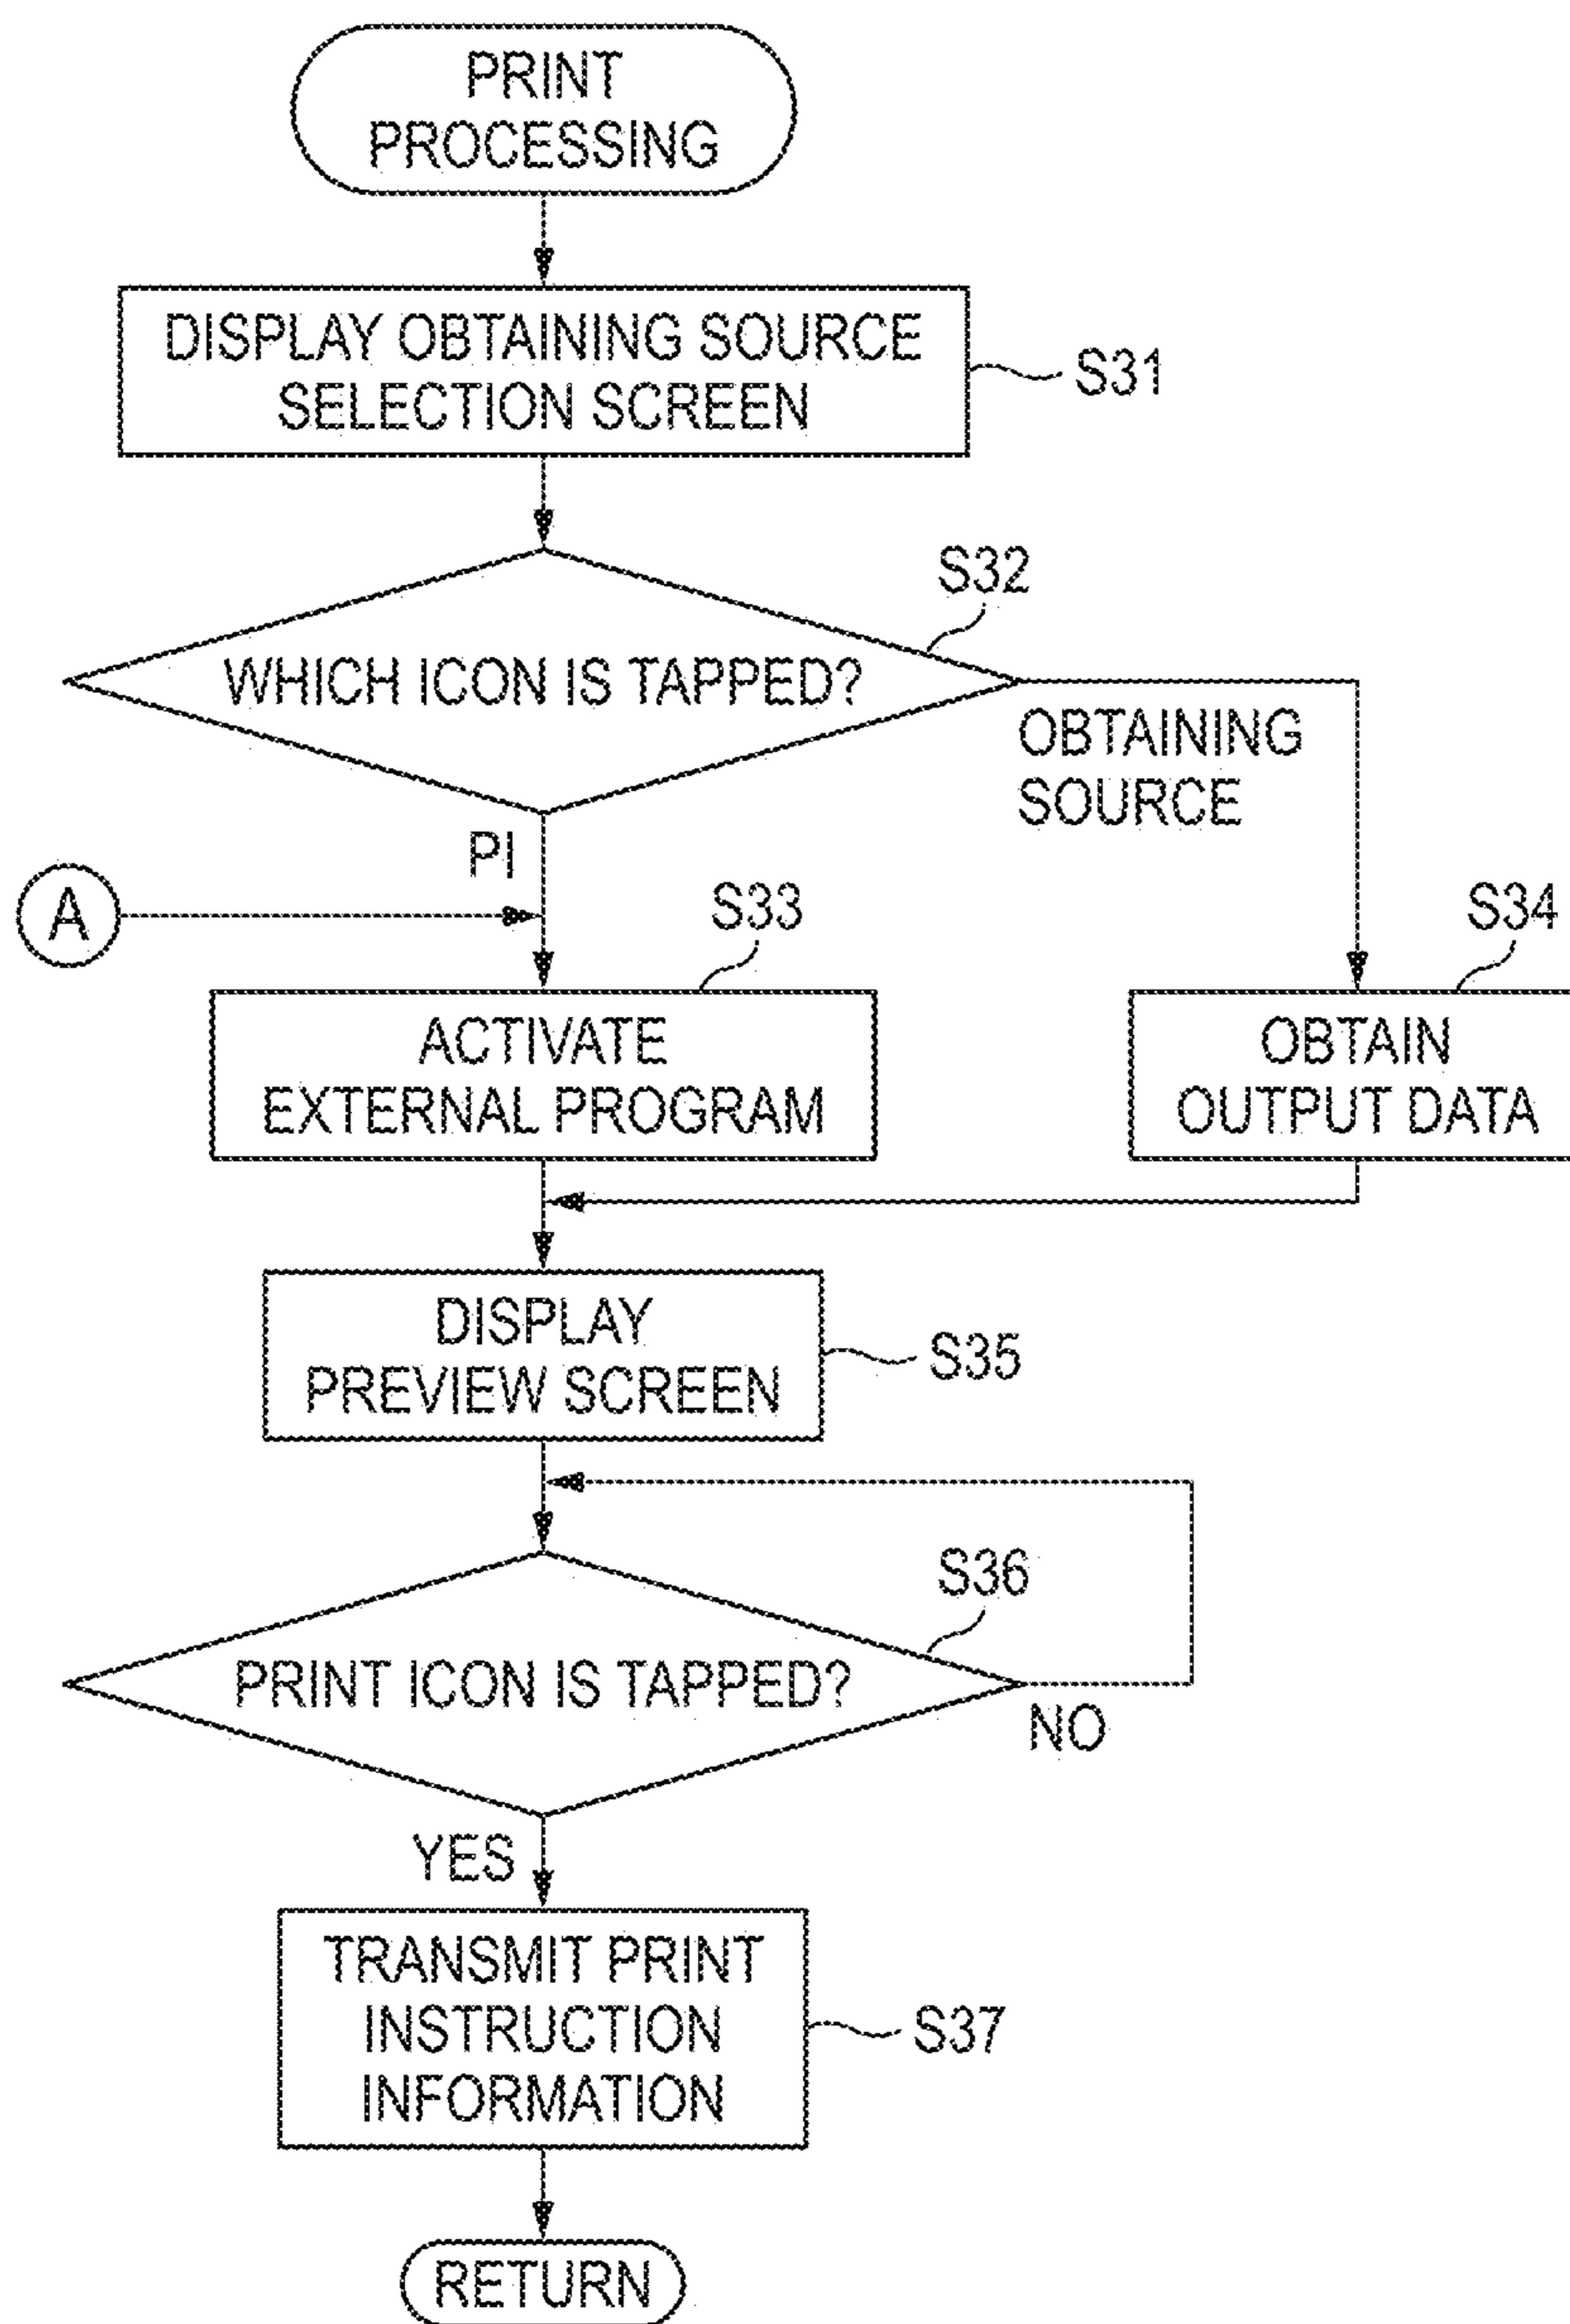 PRINT
PROCESSING
DISPLAY OBTAINING SOURCE
SELECTION SCREEN
S31
S32
WHICH ICON IS TAPPED?
OBTAINING
SOURCE
PI
A
S33
S34
ACTIVATE
EXTERNAL PROGRAM
OBTAIN
OUTPUT DATA
DISPLAY
PREVIEW SCREEN
S35
S36
PRINT ICON IS TAPPED?
NO
YES
TRANSMIT PRINT
INSTRUCTION
INFORMATION
S37
RETURN